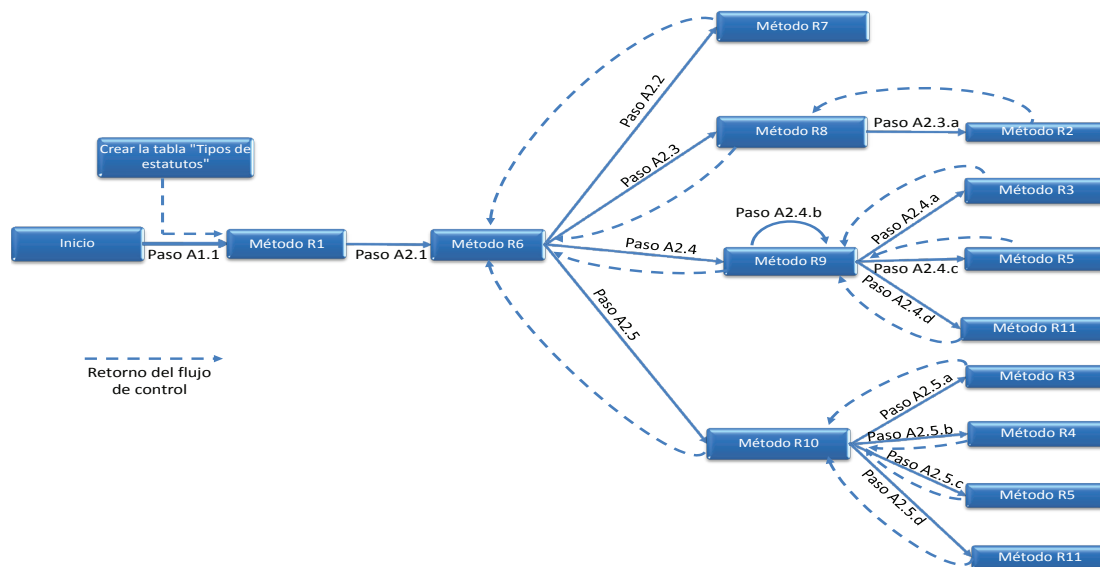 Método R7
Paso A2.2
Método R8
Paso A2.3.a
Método R2
Crear la tabla "Tipos de
estatutos"
Paso A2.3
Método R3
Paso A2.4.a
Paso A2.4.b
Inicio
Paso A1.1
Método R1
Paso A2.1
Método R6
Paso A2.4
Método R9
Paso A2.4.c
Método R5
Paso A2.4.d
Método R11
Paso A2.5
Retorno del flujo
de control
Método R3
Paso A2.5.a
Método R10
Paso A2.5.b
Método R4
Paso A2.5.c
Método R5
Paso A2.5.d
Método R11